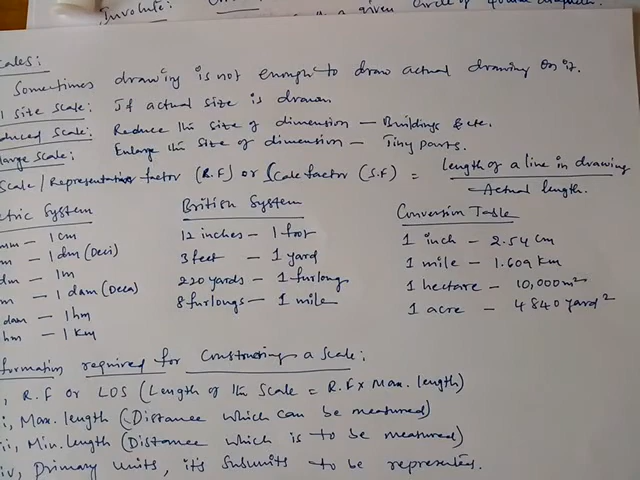 Involute: a given Circle of
cales:
Sometimes drawing is not enough to draw actual drawing on it.
l size scale: If actual size is drawn.
duced Scale: Reduce the size of dimension — Buildings & etc.
large Scale: Enlarge the size of dimension — Tiny parts.
Scale / Representative factor (R.F) or Scale factor (S.F) = length of a line in drawing
Actual length.
etric System British System Conversion Table
mm — 1 cm 12 inches — 1 foot 1 inch — 2.54 cm
m — 1 dm (Deci) 3 feet — 1 yard 1 mile — 1.609 km
dm — 1m 220 yards — 1 furlong 1 hectare — 10,000 m²
m — 1 dam (Deca) 8 furlongs — 1 mile 1 acre — 4840 yard²
dam — 1 hm
hm — 1 km
formation required for Constructing a scale:
, R.F or LOS (Length of the scale = R.F x Max. length)
i, Max. length (Distance which can be measured)
ii, Min. length (Distance which is to be measured)
iv, Primary units, its subunits to be represented.